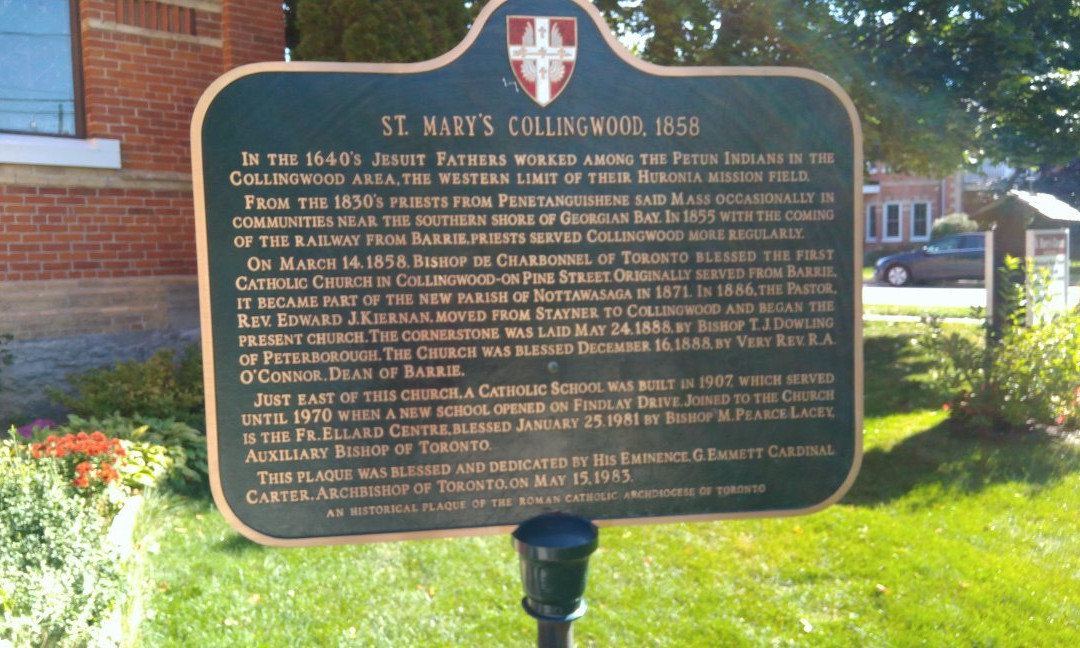 ST. MARY'S COLLINGWOOD, 1858
IN THE 1640'S JESUIT FATHERS WORKED AMONG THE PETUN INDIANS IN THE
COLLINGWOOD AREA, THE WESTERN LIMIT OF THEIR HURONIA MISSION FIELD.
FROM THE 1830'S PRIESTS FROM PENETANGUISHENE SAID MASS OCCASIONALLY IN
COMMUNITIES NEAR THE SOUTHERN SHORE OF GEORGIAN BAY. IN 1855 WITH THE COMING
OF THE RAILWAY FROM BARRIE, PRIESTS SERVED COLLINGWOOD MORE REGULARLY.
ON MARCH 14, 1858, BISHOP DE CHARBONNEL OF TORONTO BLESSED THE FIRST
CATHOLIC CHURCH IN COLLINGWOOD-ON PINE STREET. ORIGINALLY SERVED FROM BARRIE,
IT BECAME PART OF THE NEW PARISH OF NOTTAWASAGA IN 1871. IN 1886, THE PASTOR,
REV. EDWARD J. KIERNAN, MOVED FROM STAYNER TO COLLINGWOOD AND BEGAN THE
PRESENT CHURCH. THE CORNERSTONE WAS LAID MAY 24, 1888, BY BISHOP T. J. DOWLING
OF PETERBOROUGH. THE CHURCH WAS BLESSED DECEMBER 16, 1888, BY VERY REV. R.A.
O'CONNOR, DEAN OF BARRIE.
JUST EAST OF THIS CHURCH, A CATHOLIC SCHOOL WAS BUILT IN 1907, WHICH SERVED
UNTIL 1970 WHEN A NEW SCHOOL OPENED ON FINDLAY DRIVE. JOINED TO THE CHURCH
IS THE FR. ELLARD CENTRE, BLESSED JANUARY 25, 1981 BY BISHOP M. PEARCE LACEY,
AUXILIARY BISHOP OF TORONTO.
THIS PLAQUE WAS BLESSED AND DEDICATED BY HIS EMINENCE, G. EMMETT CARDINAL
CARTER, ARCHBISHOP OF TORONTO, ON MAY 15, 1983.
AN HISTORICAL PLAQUE OF THE ROMAN CATHOLIC ARCHDIOCESE OF TORONTO